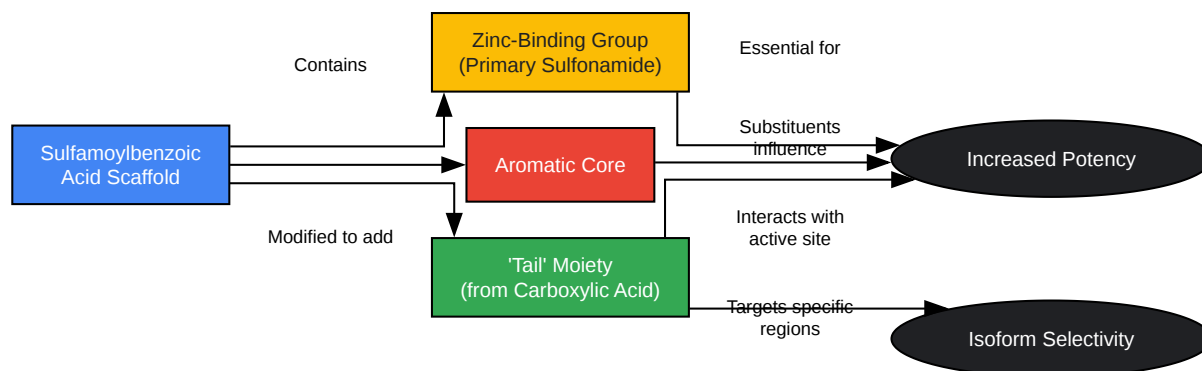 Contains
Zinc-Binding Group
(Primary Sulfonamide)
Essential for
Sulfamoylbenzoic
Acid Scaffold
Aromatic Core
Substituents
influence
Increased Potency
Modified to add
'Tail' Moiety
(from Carboxylic Acid)
Interacts with
active site
Targets specific
regions
Isoform Selectivity